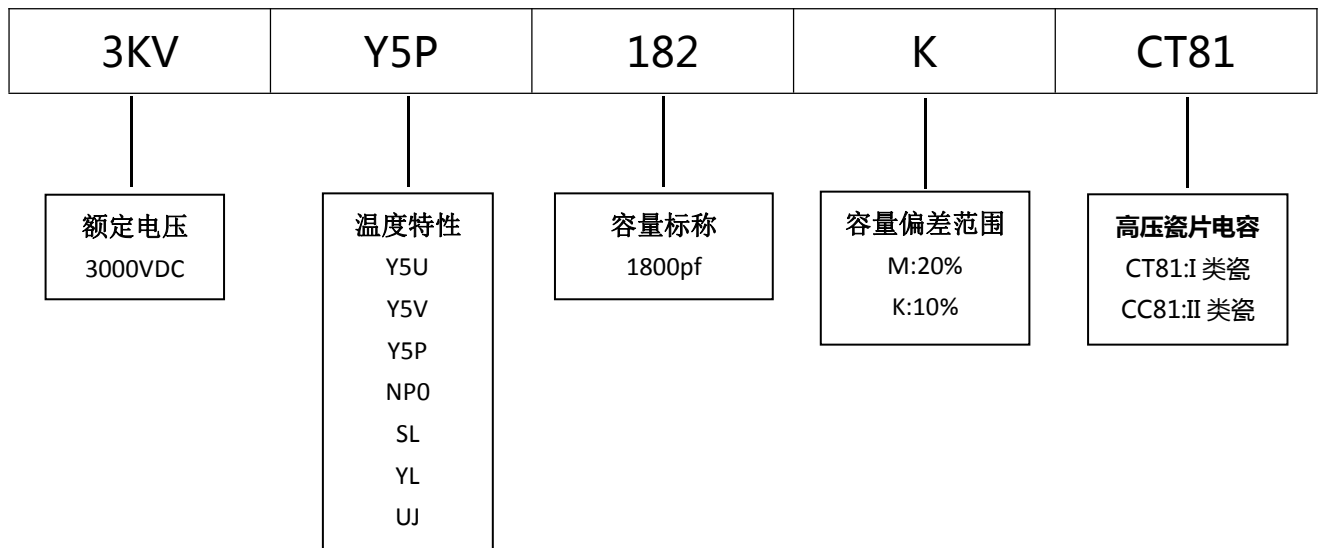 3KV Y5P 182 K CT81
额定电压
3000VDC
温度特性
Y5U
Y5V
Y5P
NP0
SL
YL
UJ
容量标称
1800pf
容量偏差范围
M:20%
K:10%
高压瓷片电容
CT81:I 类瓷
CC81:II 类瓷